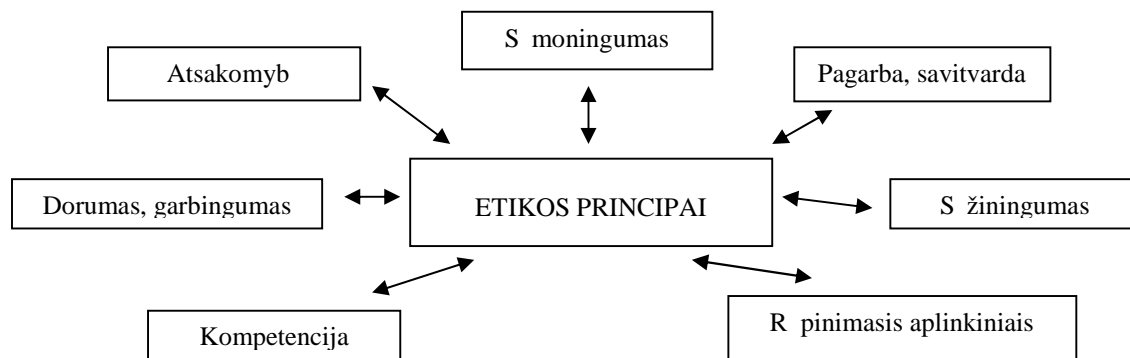 S moningumas
Atsakomyb
Pagarba, savitvarda
Dorumas, garbingumas
ETIKOS PRINCIPAI
S žiningumas
Kompetencija
R pinimasis aplinkiniais